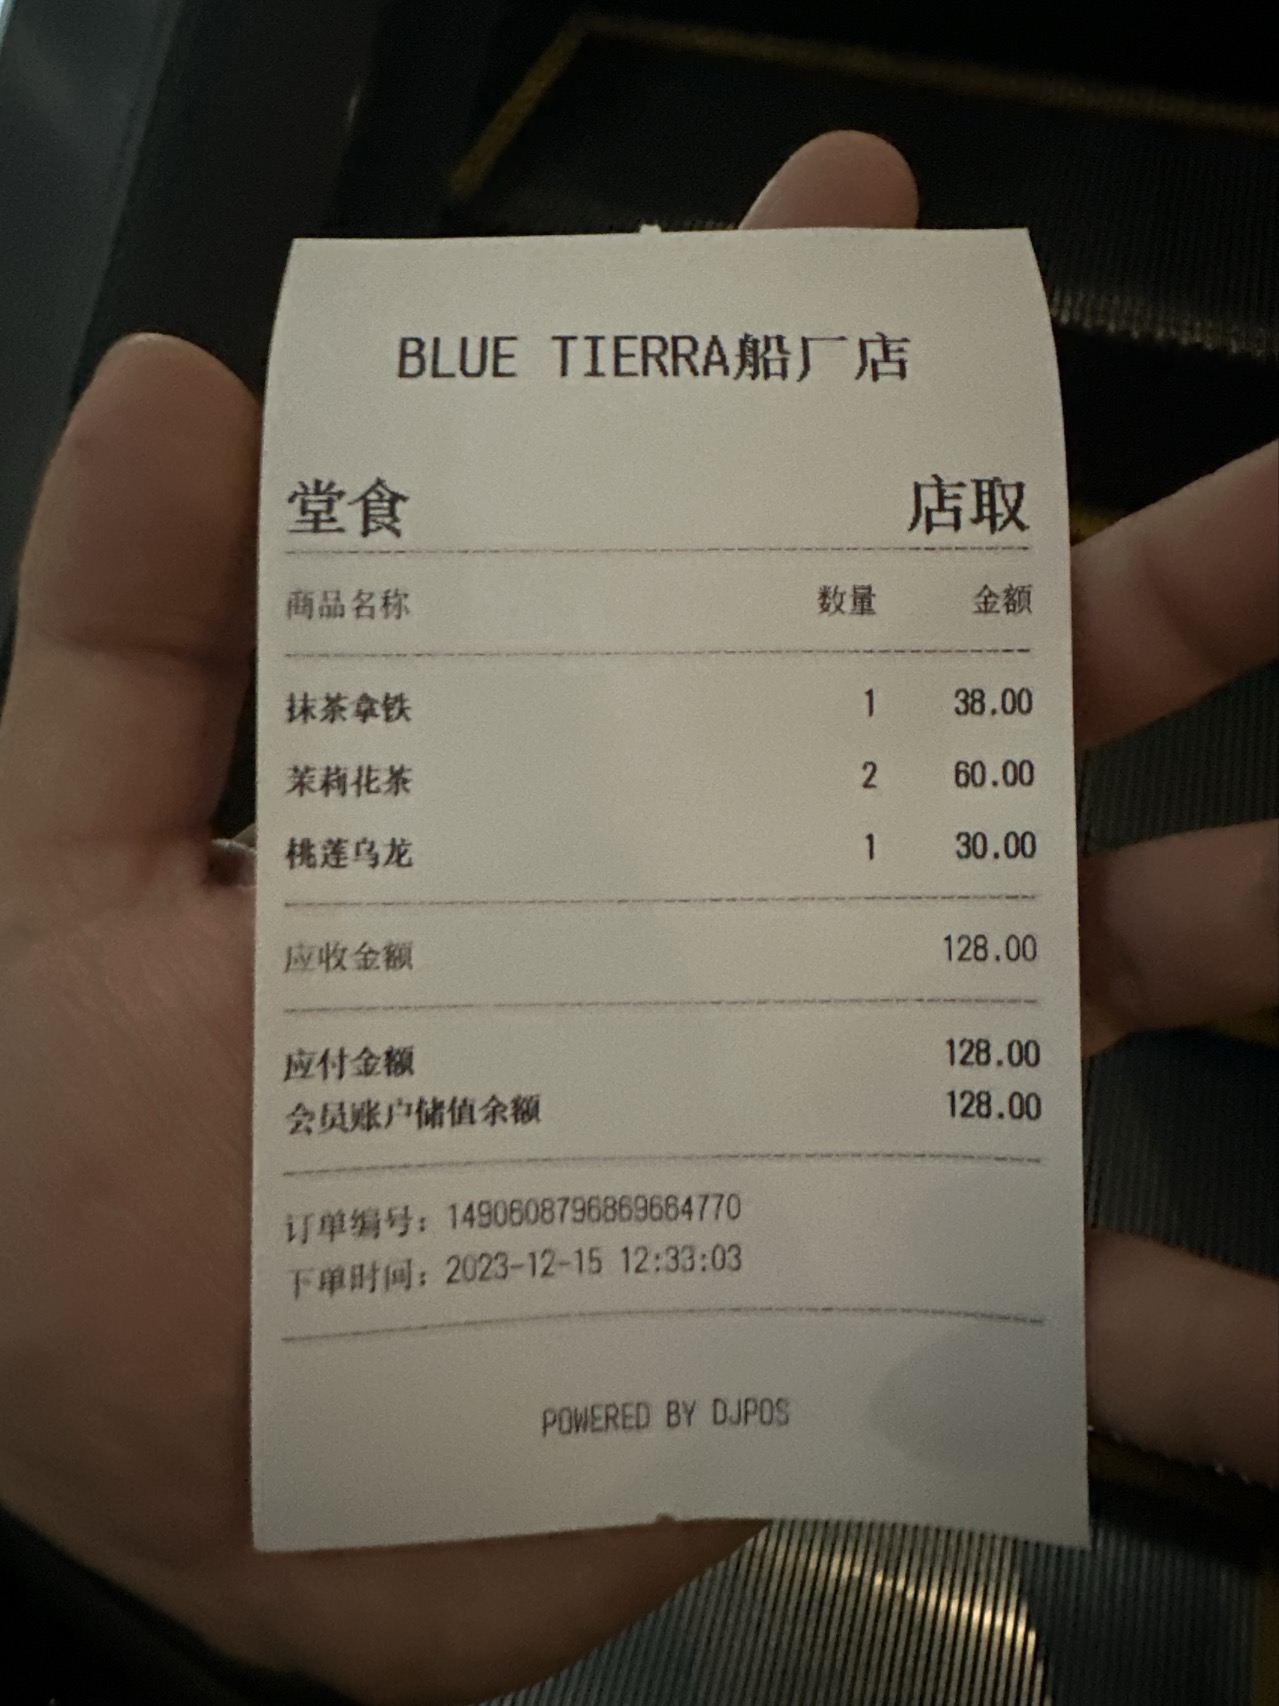 BLUE TIERRA船厂店
堂食 店取
商品名称 数量 金额
抹茶拿铁 1 38.00
茉莉花茶 2 60.00
桃莲乌龙 1 30.00
应收金额 128.00
应付金额 128.00
会员账户储值余额 128.00
订单编号：1490608796869664770
下单时间：2023-12-15 12:33:03
POWERED BY DJPOS